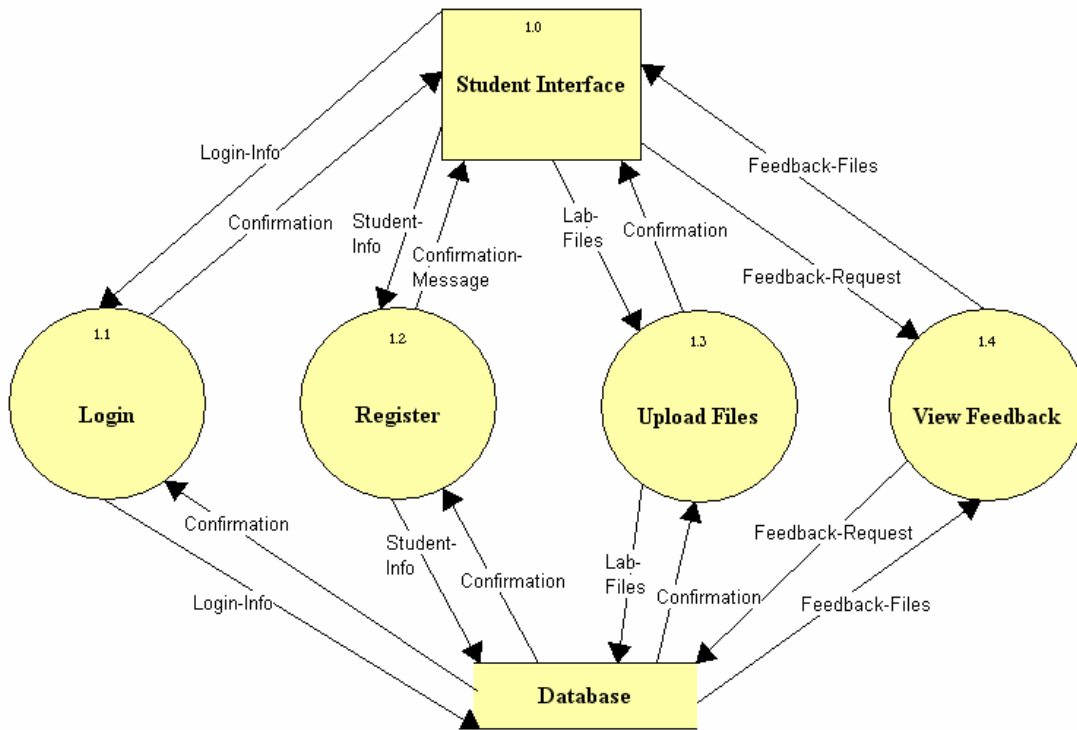 1.0
Student Interface
Login-Info
Feedback-Files
Confirmation
Student-
Info
Lab-
Files
Confirmation
Confirmation-
Message
Feedback-Request
1.1
Login
1.2
Register
1.3
Upload Files
1.4
View Feedback
Confirmation
Student-
Info
Feedback-Request
Login-Info
Confirmation
Lab-
Files
Confirmation
Feedback-Files
Database